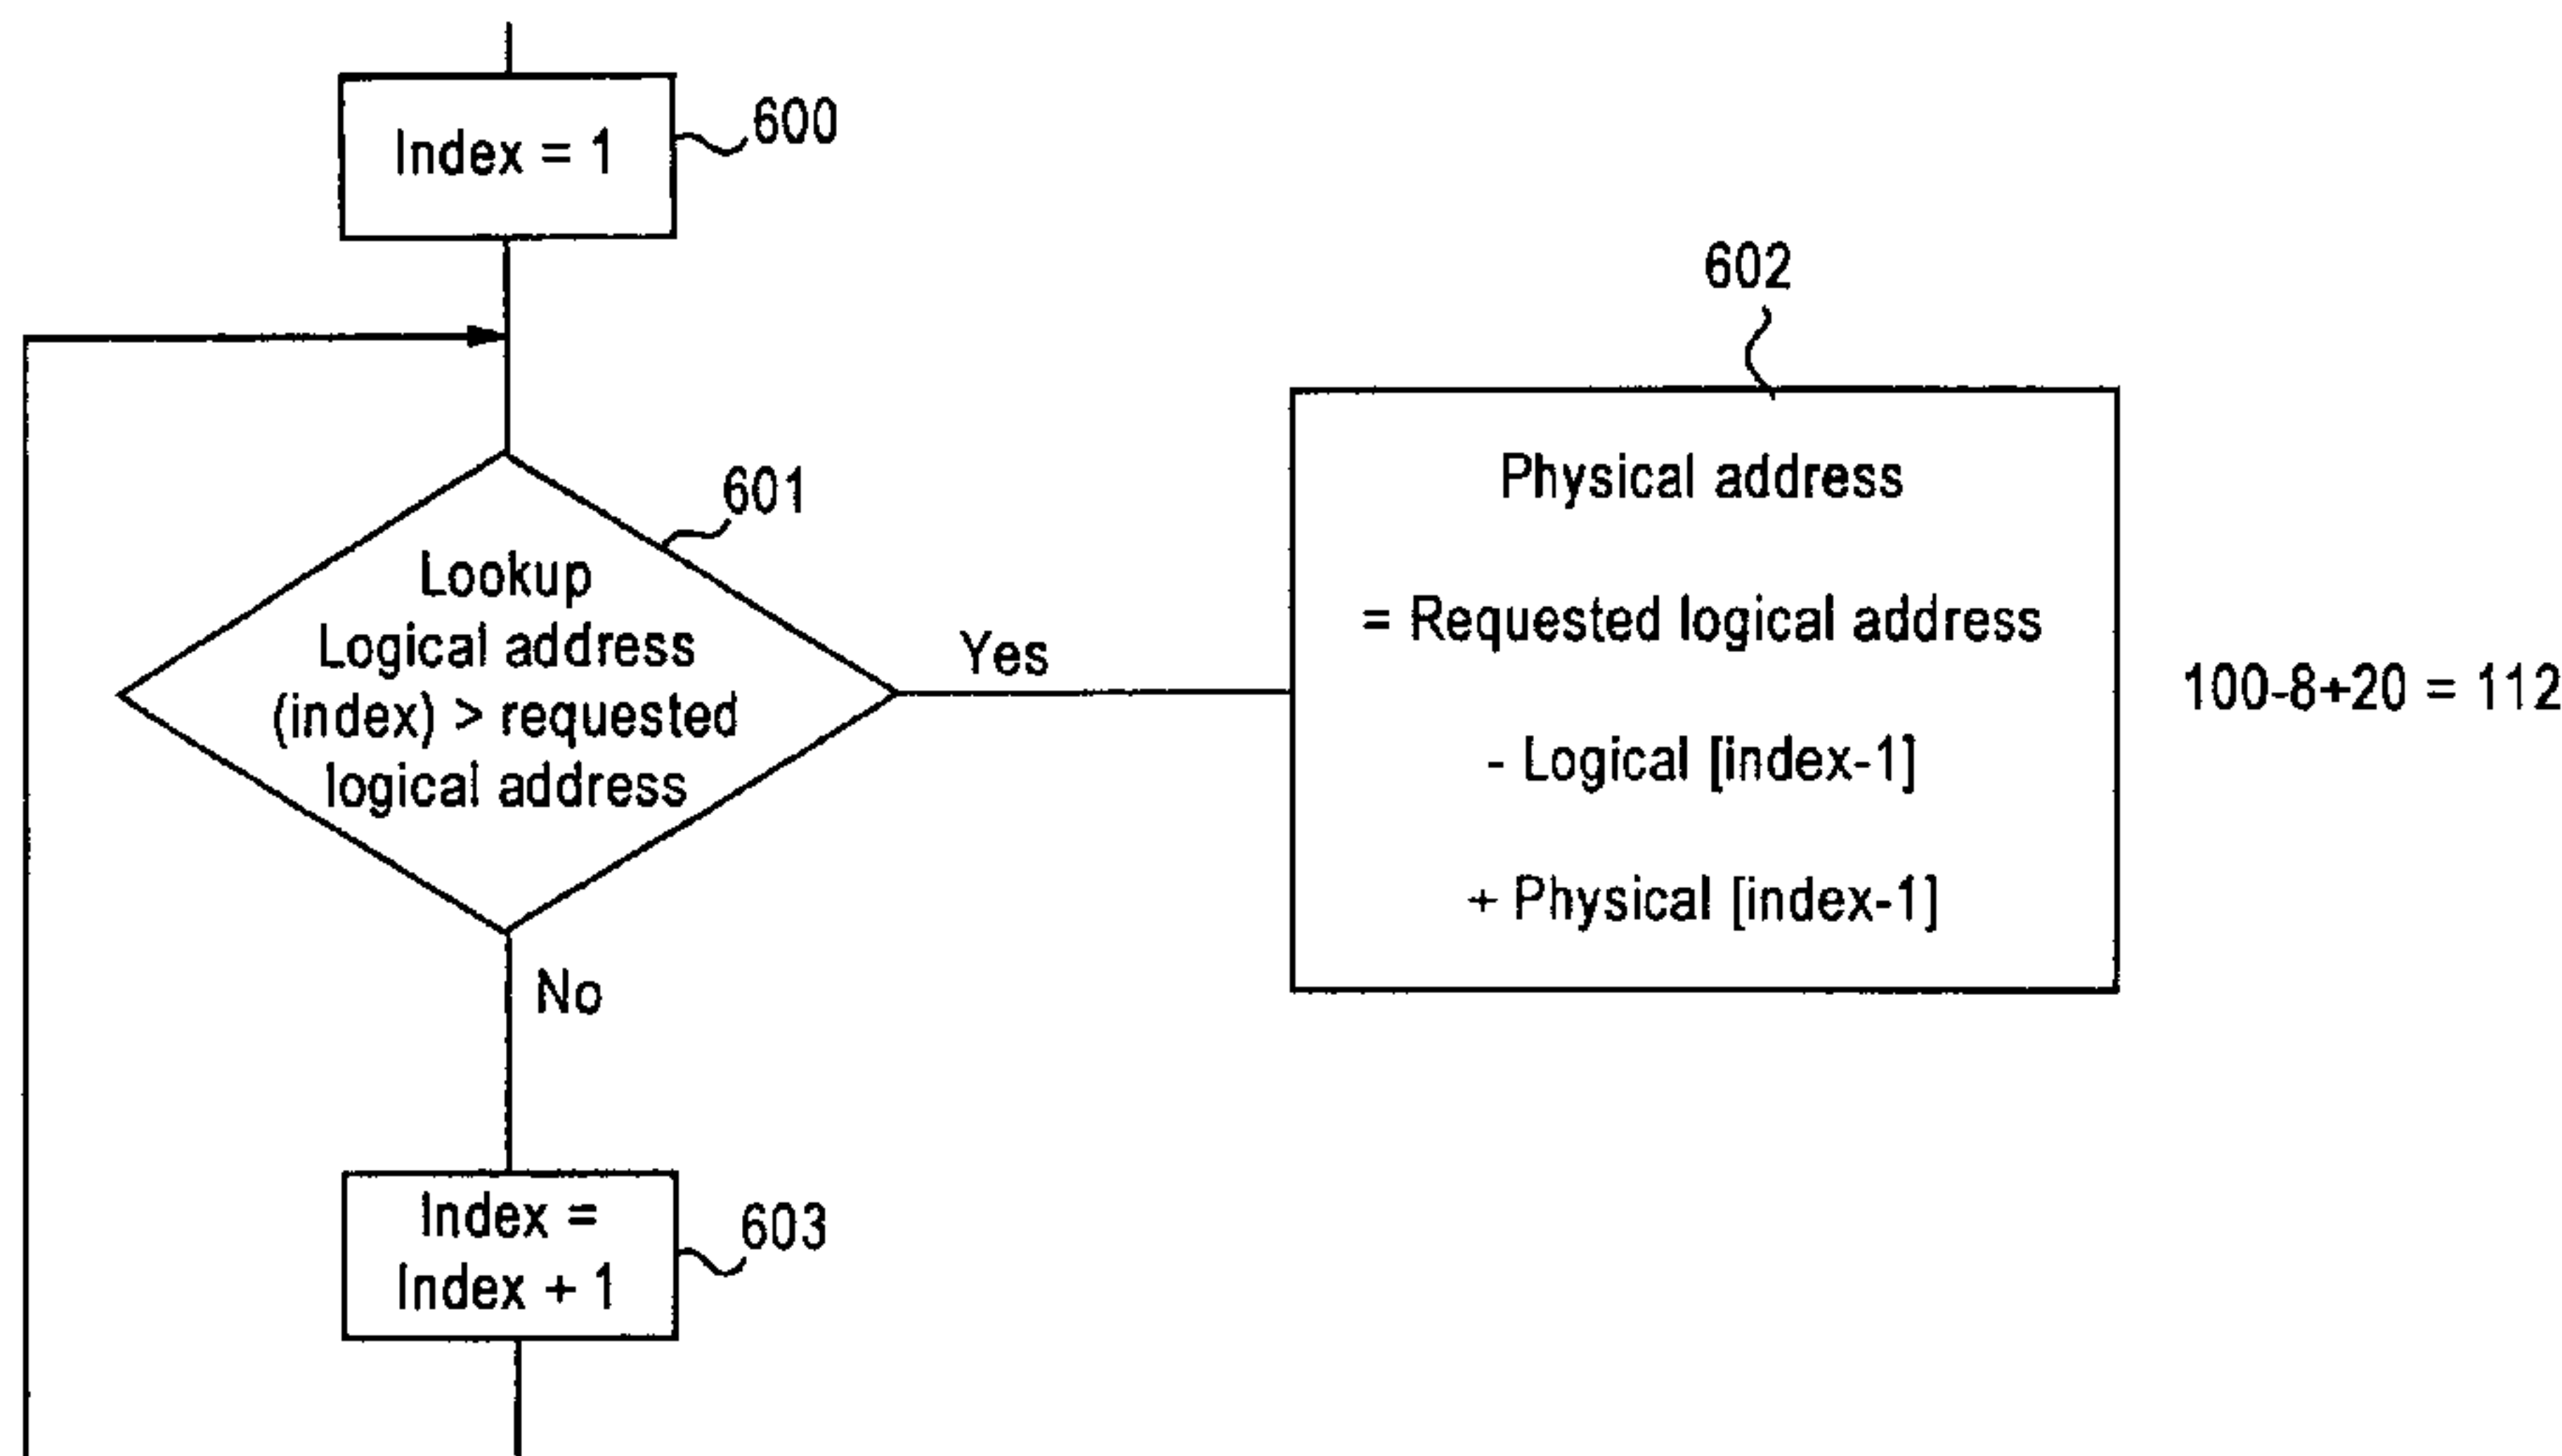 Index = 1
600
602
601
Lookup
Logical address
(index) > requested
logical address
Yes
No
Physical address
= Requested logical address
- Logical [index-1]
+ Physical [index-1]
100-8+20 = 112
Index =
Index + 1
603